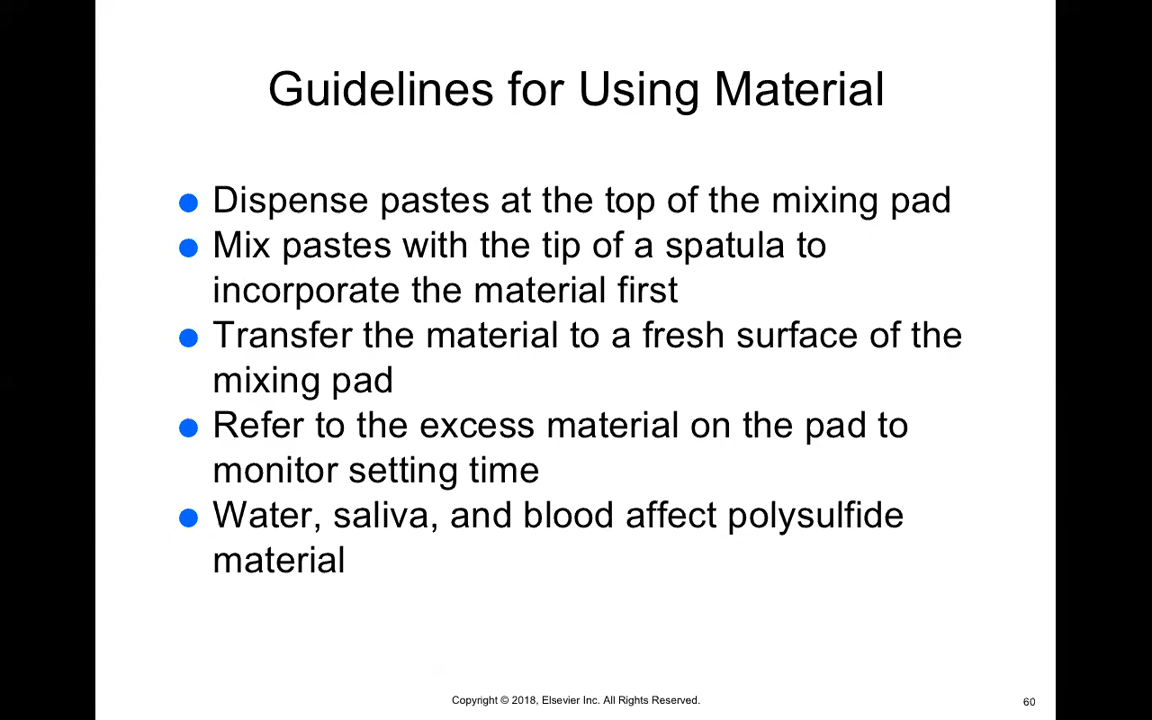 Guidelines for Using Material
Dispense pastes at the top of the mixing pad
Mix pastes with the tip of a spatula to
incorporate the material first
Transfer the material to a fresh surface of the
mixing pad
Refer to the excess material on the pad to
monitor setting time
Water, saliva, and blood affect polysulfide
material
Copyright © 2018, Elsevier Inc. All Rights Reserved.
60